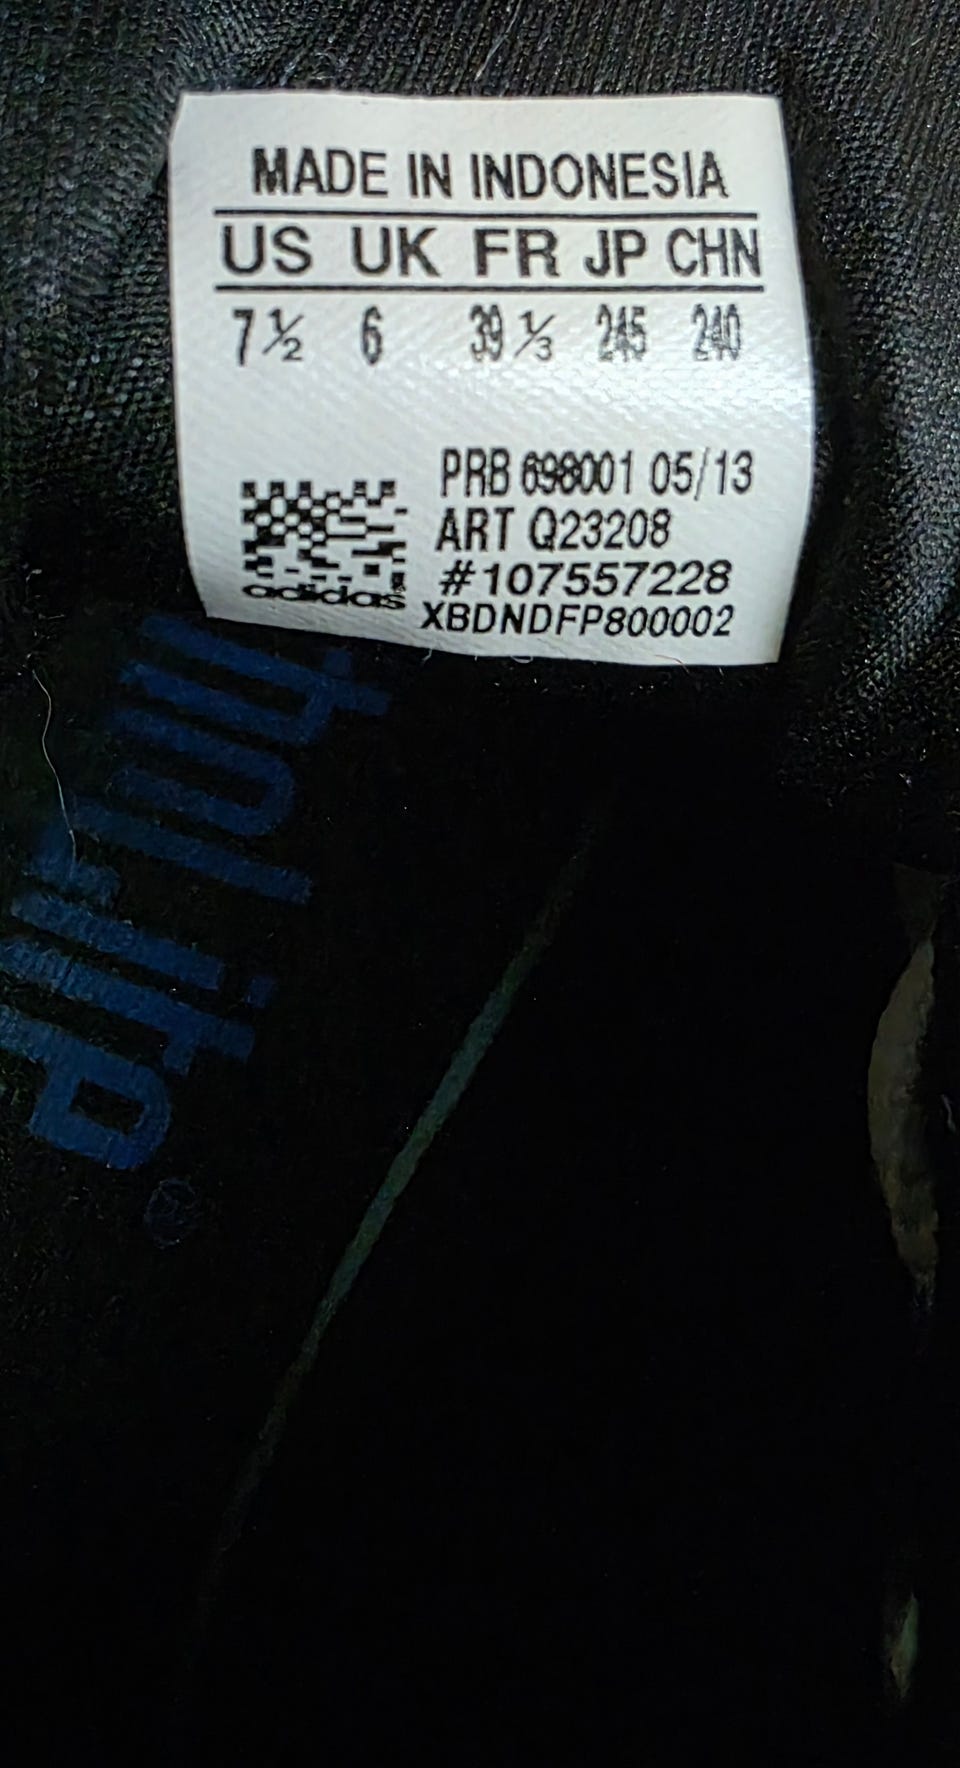 MADE IN INDONESIA
US UK FR JP CHN
7½ 6 39⅓ 245 240
PRB 698001 05/13
ART Q23208
#107557228
adidas
XBDNDFP800002